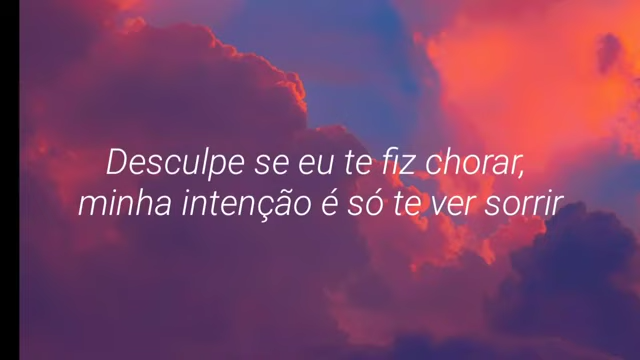 Desculpe se eu te fiz chorar,
minha intenção é só te ver sorrir